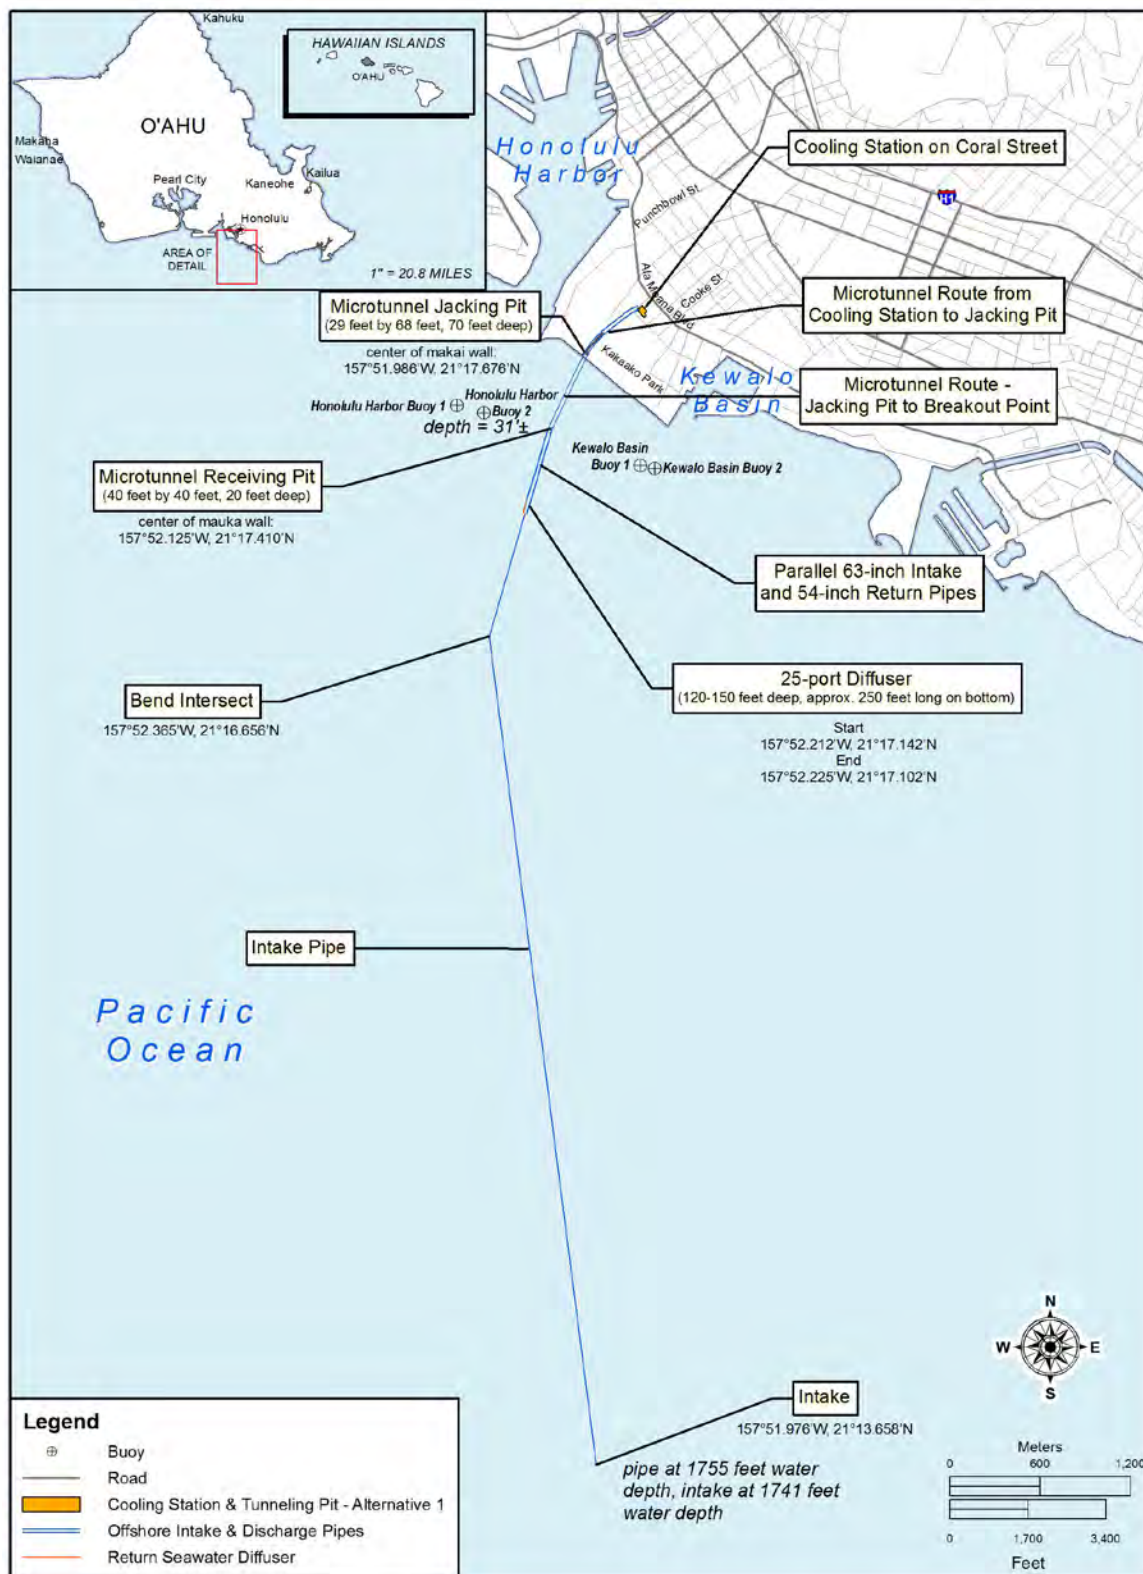 Kahuku
HAWAIIAN ISLANDS
O'AHU
O'AHU
Makaha
Waianae
Pearl City
Kaneohe
Kailua
Honolulu
AREA OF
DETAIL
1" = 20.8 MILES
Honolulu
Harbor
Cooling Station on Coral Street
H1
Punchbowl St
Ala Moana Blvd
Cooke St
Microtunnel Jacking Pit
(29 feet by 68 feet, 70 feet deep)
center of makai wall:
157°51.986'W, 21°17.676'N
Microtunnel Route from
Cooling Station to Jacking Pit
Kakaako Park
Kewalo
Basin
Microtunnel Route -
Jacking Pit to Breakout Point
Honolulu Harbor Buoy 1
Honolulu Harbor
Buoy 2
depth = 31'±
Kewalo Basin
Buoy 1
Kewalo Basin Buoy 2
Microtunnel Receiving Pit
(40 feet by 40 feet, 20 feet deep)
center of mauka wall:
157°52.125'W, 21°17.410'N
Parallel 63-inch Intake
and 54-inch Return Pipes
25-port Diffuser
(120-150 feet deep, approx. 250 feet long on bottom)
Start
157°52.212'W, 21°17.142'N
End
157°52.225'W, 21°17.102'N
Bend Intersect
157°52.365'W, 21°16.656'N
Intake Pipe
Pacific
Ocean
N
W
E
S
Intake
157°51.976'W, 21°13.658'N
pipe at 1755 feet water
depth, intake at 1741 feet
water depth
Meters
0 600 1,200
0 1,700 3,400
Feet
Legend
Buoy
Road
Cooling Station & Tunneling Pit - Alternative 1
Offshore Intake & Discharge Pipes
Return Seawater Diffuser